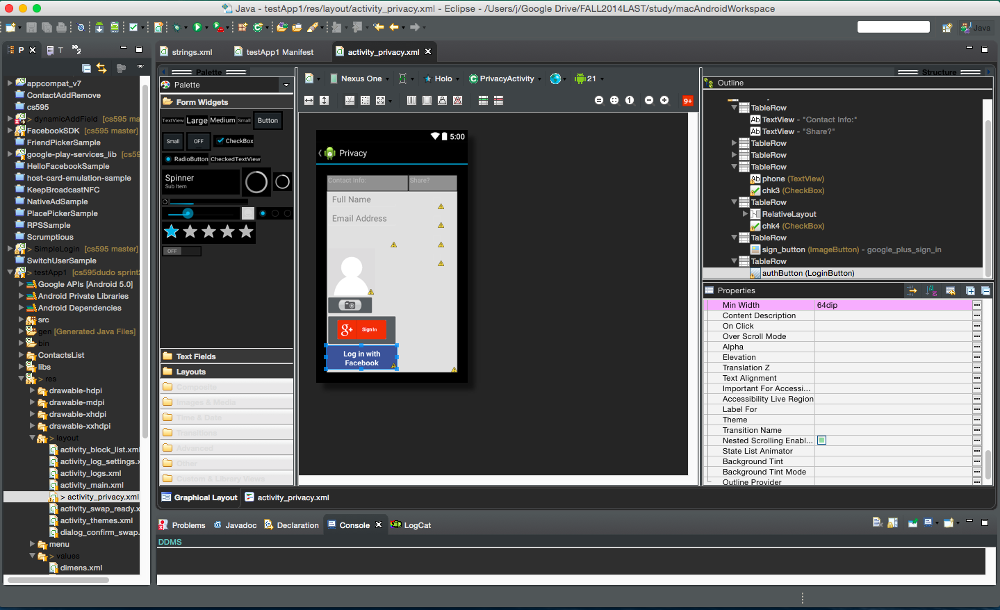 Java - testApp1/res/layout/activity_privacy.xml - Eclipse - /Users/j/Google Drive/FALL2014LAST/study/macAndroidWorkspace
Java
P
T
2
strings.xml
testApp1 Manifest
activity_privacy.xml
appcompat_v7
ContactAddRemove
cs595
> dynamicAddField [cs595 ma
FacebookSDK [cs595 master]
FriendPickerSample
google-play-services_lib [cs59
HelloFacebookSample
host-card-emulation-sample
KeepBroadcastNFC
NativeAdSample
PlacePickerSample
RPSSample
Scrumptious
> SimpleLogin [cs595 master]
SwitchUserSample
> testApp1 [cs595dudo sprint
Google APIs [Android 5.0]
Android Private Libraries
Android Dependencies
src
gen [Generated Java Files]
bin
ContactsList
libs
> res
drawable-hdpi
drawable-mdpi
drawable-xhdpi
drawable-xxhdpi
> layout
activity_block_list.xml
activity_log_settings.x
activity_logs.xml
activity_main.xml
> activity_privacy.xml
activity_swap_ready.x
activity_themes.xml
dialog_confirm_swap.
menu
> values
dimens.xml
Palette
Palette
Form Widgets
TextView Large Medium Small Button
Small OFF CheckBox
RadioButton CheckedTextView
Spinner
Sub Item
OFF
Text Fields
Layouts
Composite
Images & Media
Time & Date
Transitions
Advanced
Other
Custom & Library Views
Nexus One
Holo
PrivacyActivity
21
1
9+
5:00
Privacy
Contact Info:
Share?
Full Name
Email Address
g+ Sign In
Log in with
Facebook
Graphical Layout
activity_privacy.xml
Structure
Outline
TableRow
Ab TextView - "Contact Info:"
Ab TextView - "Share?"
TableRow
TableRow
TableRow
Ab phone (TextView)
chk3 (CheckBox)
TableRow
RelativeLayout
chk4 (CheckBox)
TableRow
sign_button (ImageButton) - google_plus_sign_in
TableRow
authButton (LoginButton)
Properties
Min Width 64dip
Content Description
On Click
Over Scroll Mode
Alpha
Elevation
Translation Z
Text Alignment
Important For Accessi...
Accessibility Live Region
Label For
Theme
Transition Name
Nested Scrolling Enabl...
State List Animator
Background Tint
Background Tint Mode
Outline Provider
Problems
@ Javadoc
Declaration
Console
LogCat
DDMS